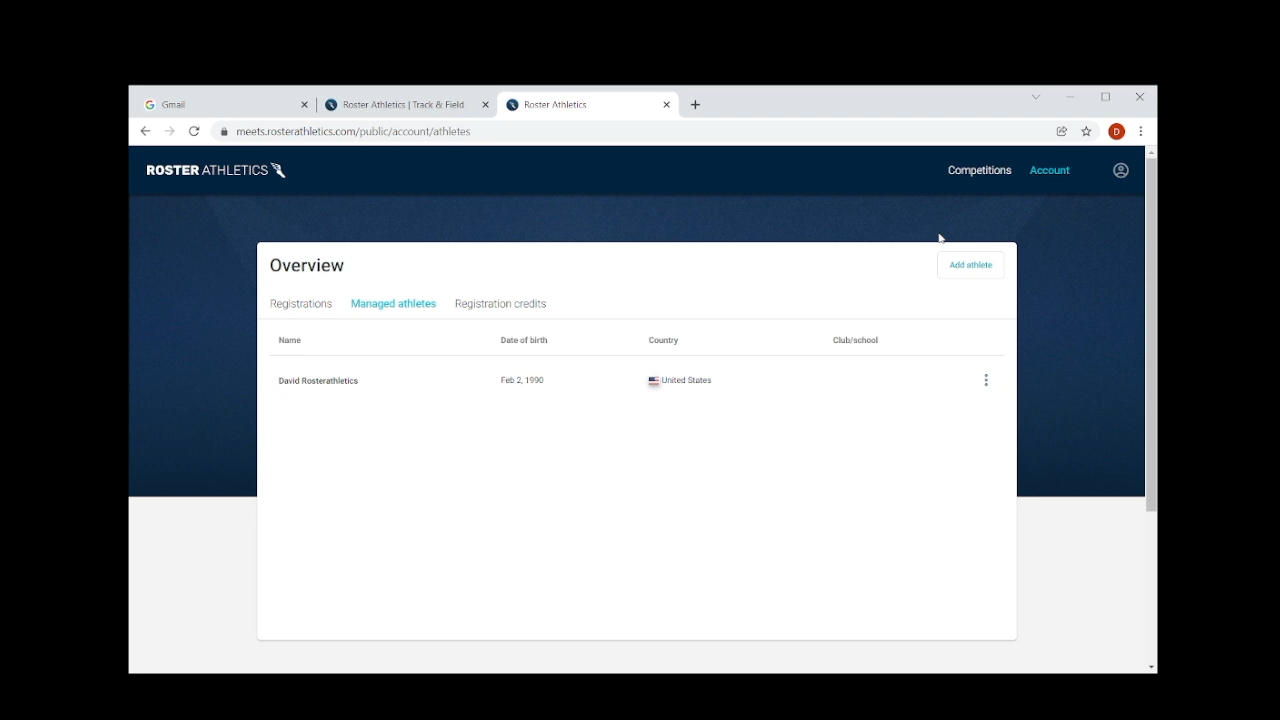 Gmail
Roster Athletics | Track & Field
Roster Athletics
meets.rosterathletics.com/public/account/athletes
D
ROSTER ATHLETICS
Competitions
Account
Overview
Add athlete
Registrations
Managed athletes
Registration credits
Name Date of birth Country Club/school
David Rosterathletics Feb 2, 1990 United States